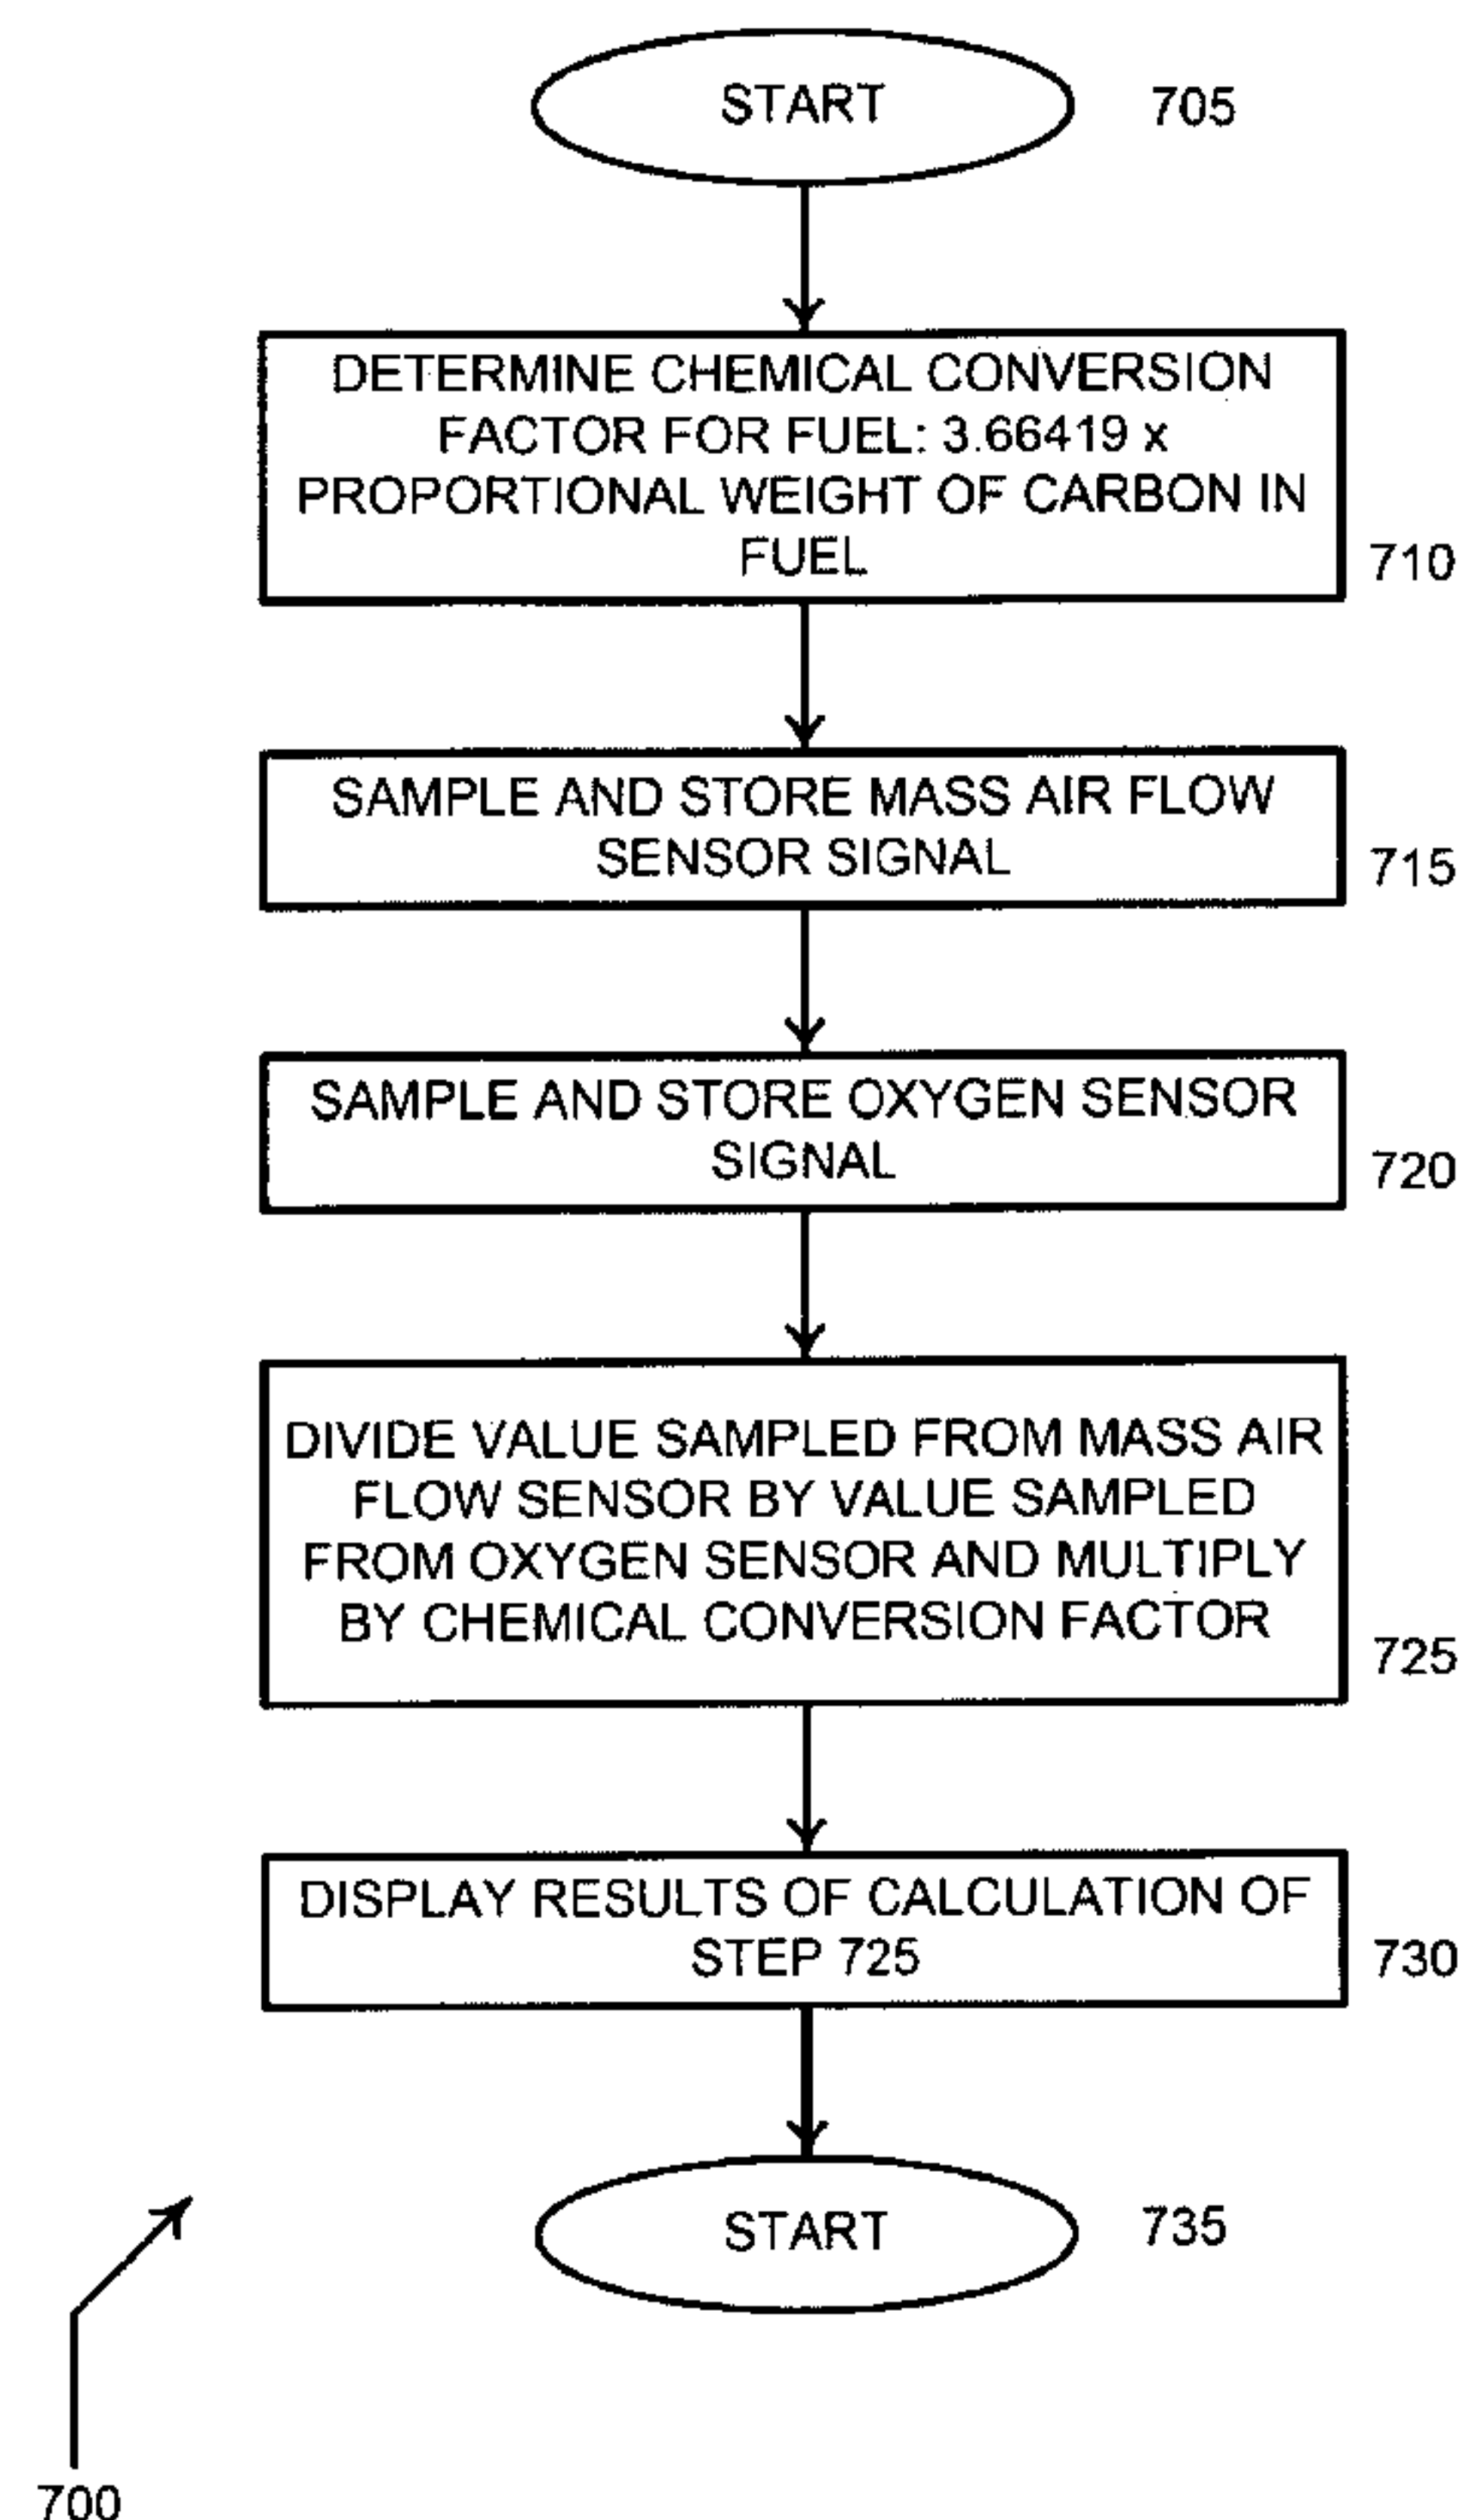 START
705
DETERMINE CHEMICAL CONVERSION
FACTOR FOR FUEL: 3.66419 x
PROPORTIONAL WEIGHT OF CARBON IN
FUEL
710
SAMPLE AND STORE MASS AIR FLOW
SENSOR SIGNAL
715
SAMPLE AND STORE OXYGEN SENSOR
SIGNAL
720
DIVIDE VALUE SAMPLED FROM MASS AIR
FLOW SENSOR BY VALUE SAMPLED
FROM OXYGEN SENSOR AND MULTIPLY
BY CHEMICAL CONVERSION FACTOR
725
DISPLAY RESULTS OF CALCULATION OF
STEP 725
730
START
735
700